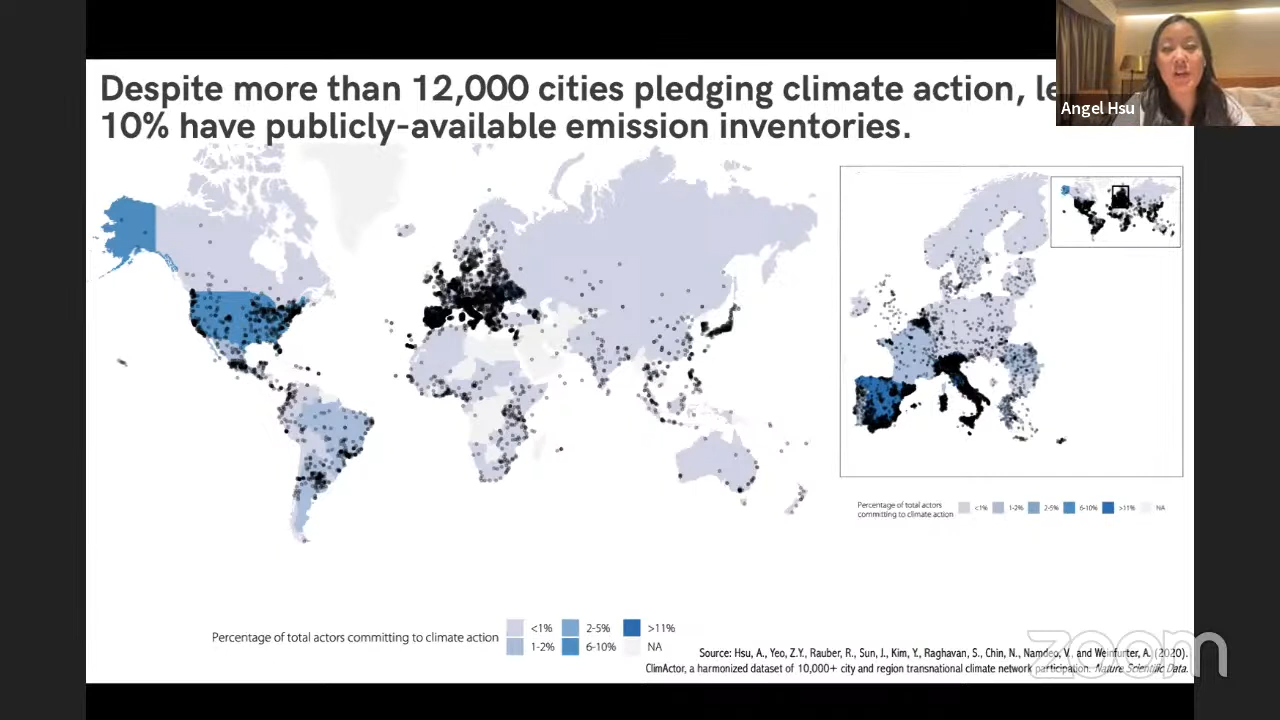 Despite more than 12,000 cities pledging climate action, le
10% have publicly-available emission inventories.
Angel Hsu
Percentage of total actors
committing to climate action
<1%
1-2%
2-5%
6-10%
>11%
NA
Percentage of total actors committing to climate action
<1%
2-5%
>11%
1-2%
6-10%
NA
Source: Hsu, A., Yeo, Z.Y., Rauber, R., Sun, J., Kim, Y., Raghavan, S., Chin, N., Namdeo, V. and Weinfurter, A. (2020).
ClimActor, a harmonized dataset of 10,000+ city and region transnational climate network participation. Nature Scientific Data.
zoom